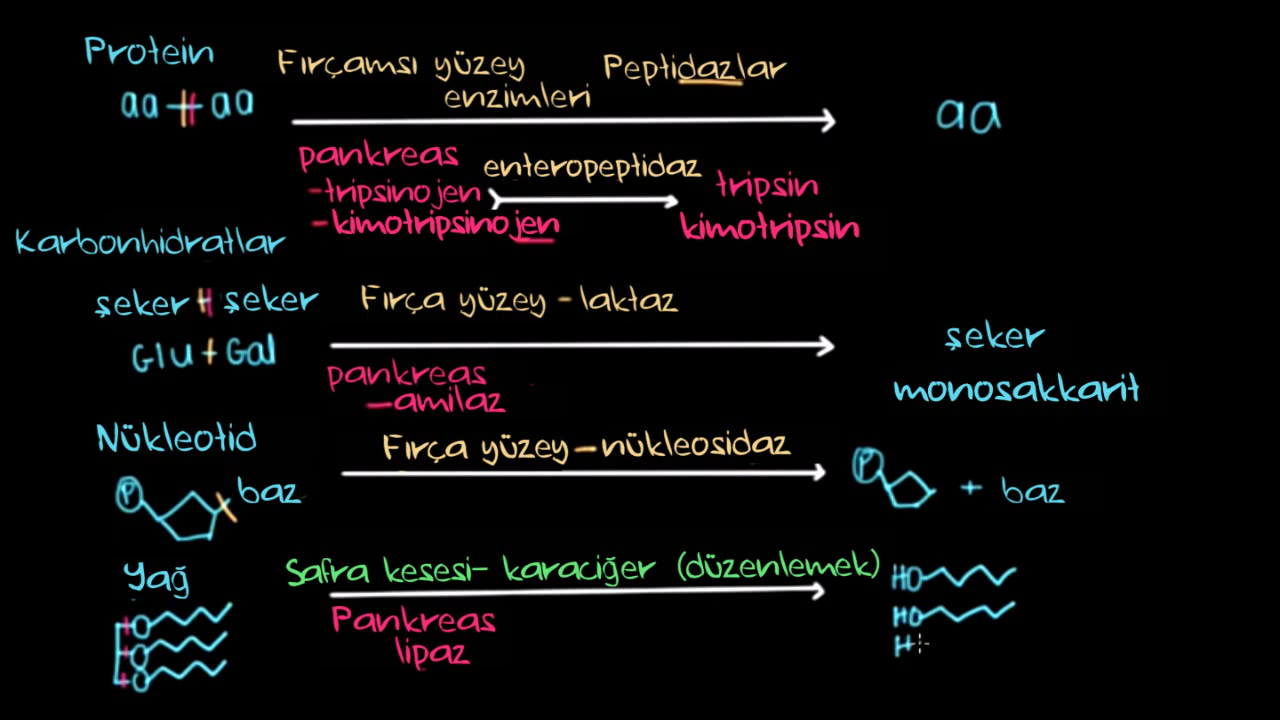 Protein
Fırçamsı yüzey Peptidazlar
enzimleri
aa + aa
aa
pankreas
enteropeptidaz
-tripsinojen
tripsin
-kimotripsinojen
kimotripsin
Karbonhidratlar
şeker + şeker
Fırça yüzey - laktaz
Glu + Gal
şeker
pankreas
-amilaz
monosakkarit
Nükleotid
Fırça yüzey - nükleosidaz
P
baz
P
+ baz
Yağ
Safra kesesi- karaciğer (düzenlemek)
HO
O
Pankreas
HO
O
lipaz
H
O